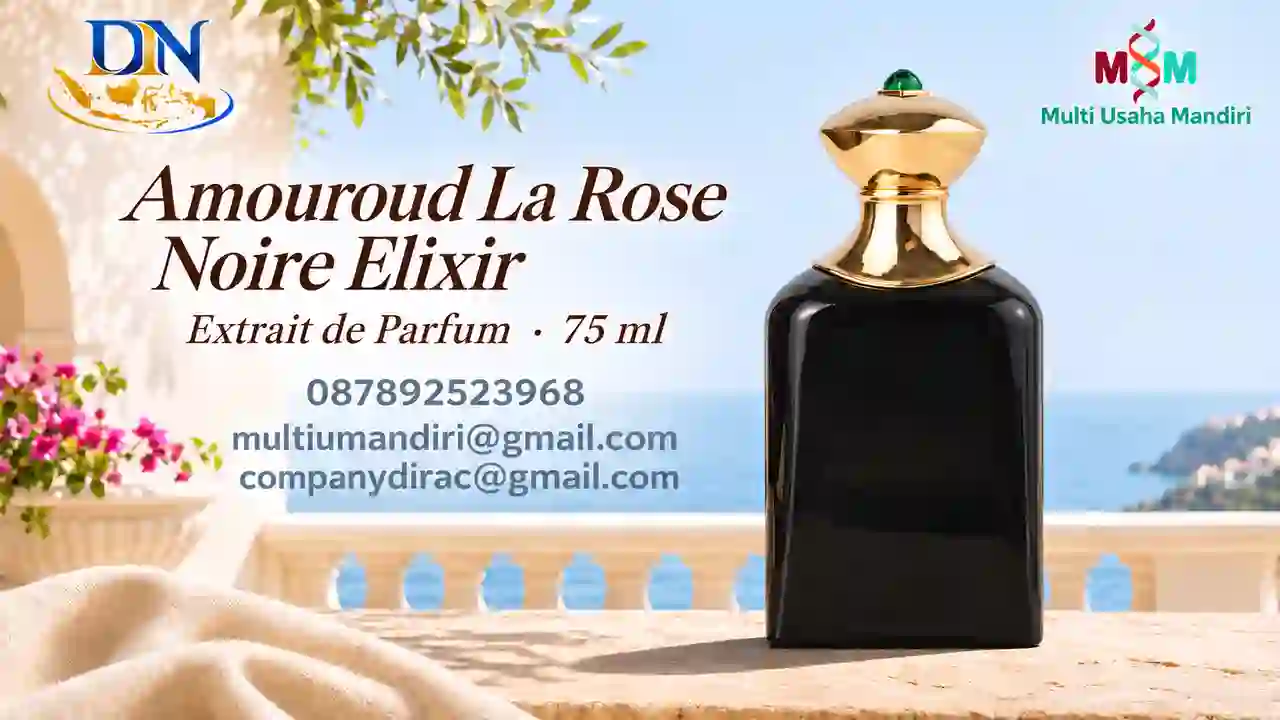 DN
MSM
Multi Usaha Mandiri
Amouroud La Rose
Noire Elixir
Extrait de Parfum · 75 ml
087892523968
multiumandiri@gmail.com
companydirac@gmail.com